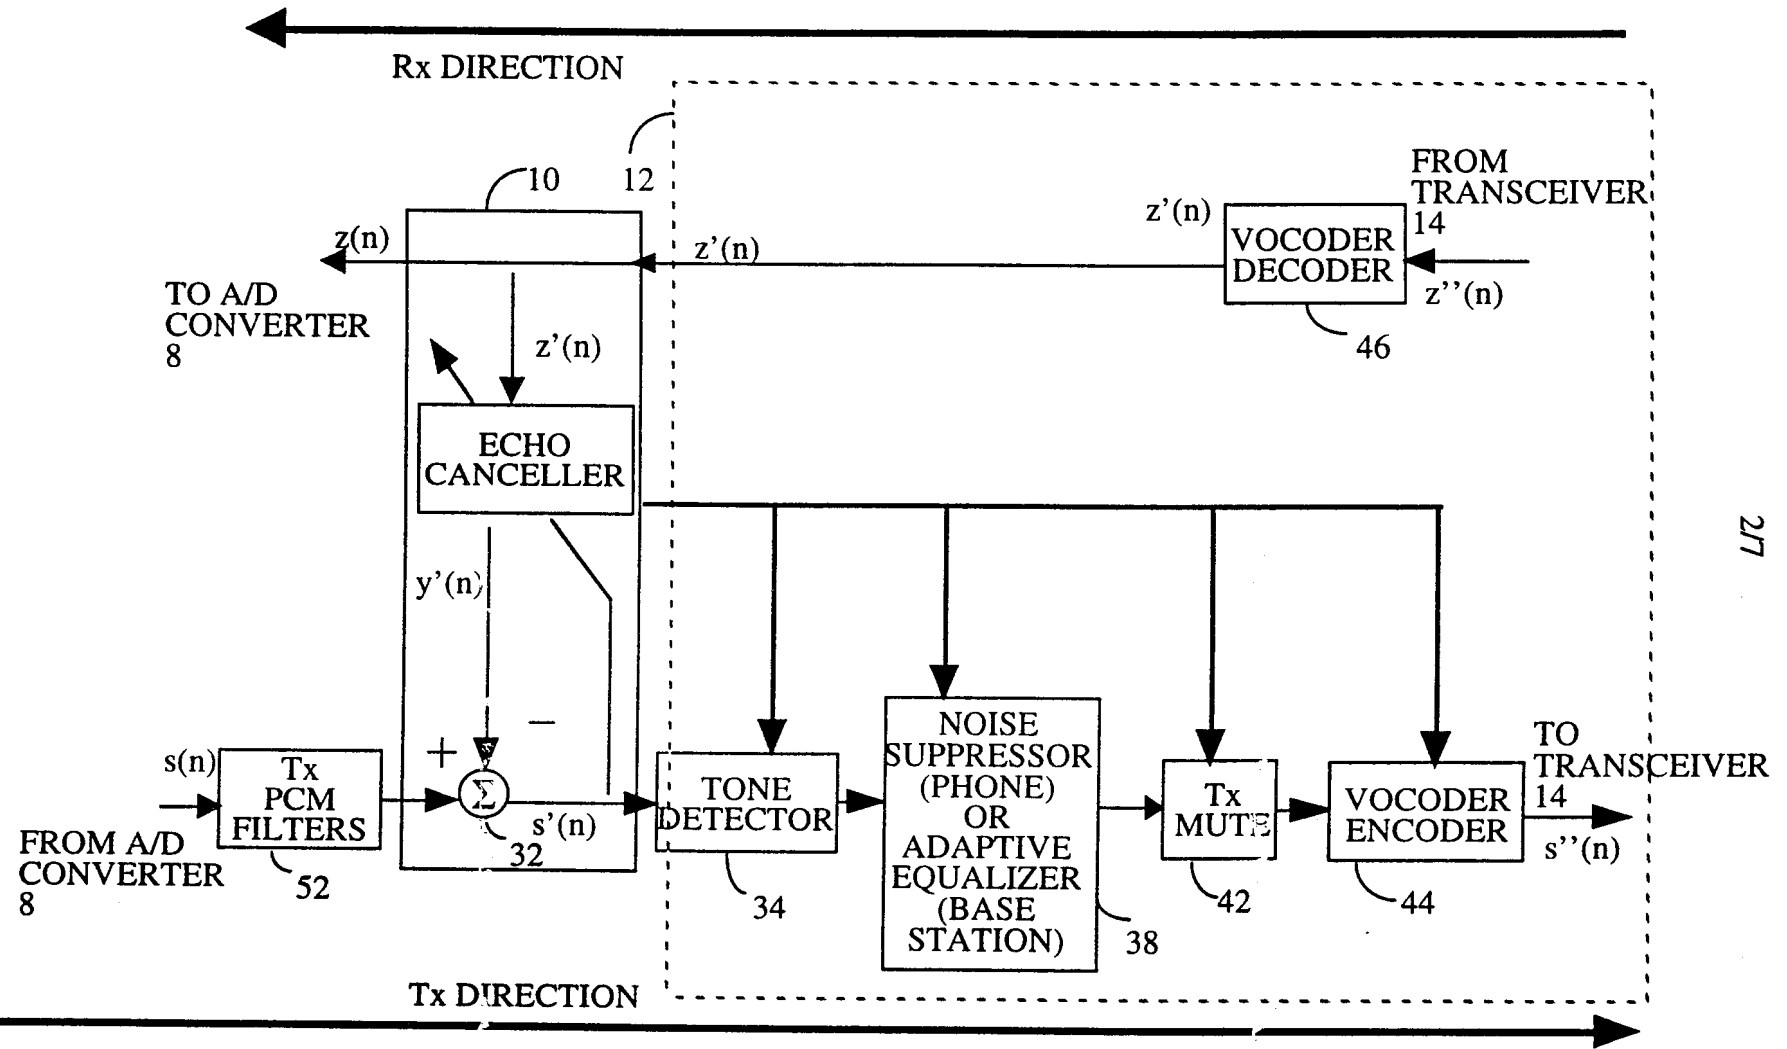 Rx DIRECTION
10
12
FROM
TRANSCEIVER
14
z'(n)
VOCODER
DECODER
z(n)
z'(n)
z''(n)
TO A/D
CONVERTER
8
z'(n)
46
ECHO
CANCELLER
2/7
y'(n)
+
−
s(n)
Tx
PCM
FILTERS
Σ
s'(n)
32
TONE
DETECTOR
NOISE
SUPPRESSOR
(PHONE)
OR
ADAPTIVE
EQUALIZER
(BASE
STATION)
Tx
MUTE
VOCODER
ENCODER
TO
TRANSCEIVER
14
s''(n)
FROM A/D
CONVERTER
8
52
34
38
42
44
Tx DIRECTION